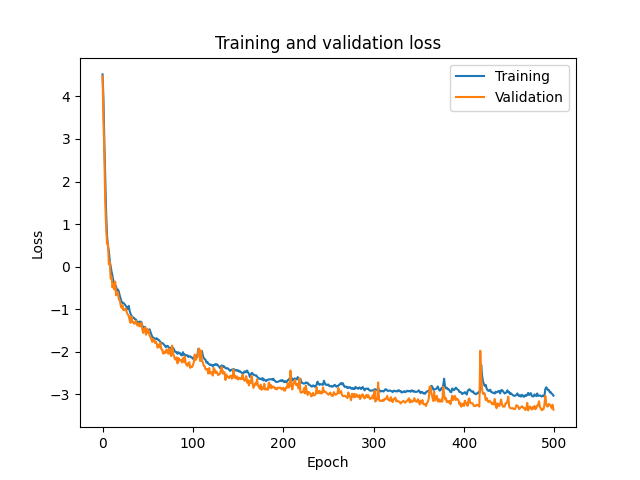 Training and validation loss
Training
Validation
4
3
2
1
0
−1
−2
−3
Loss
0
100
200
300
400
500
Epoch